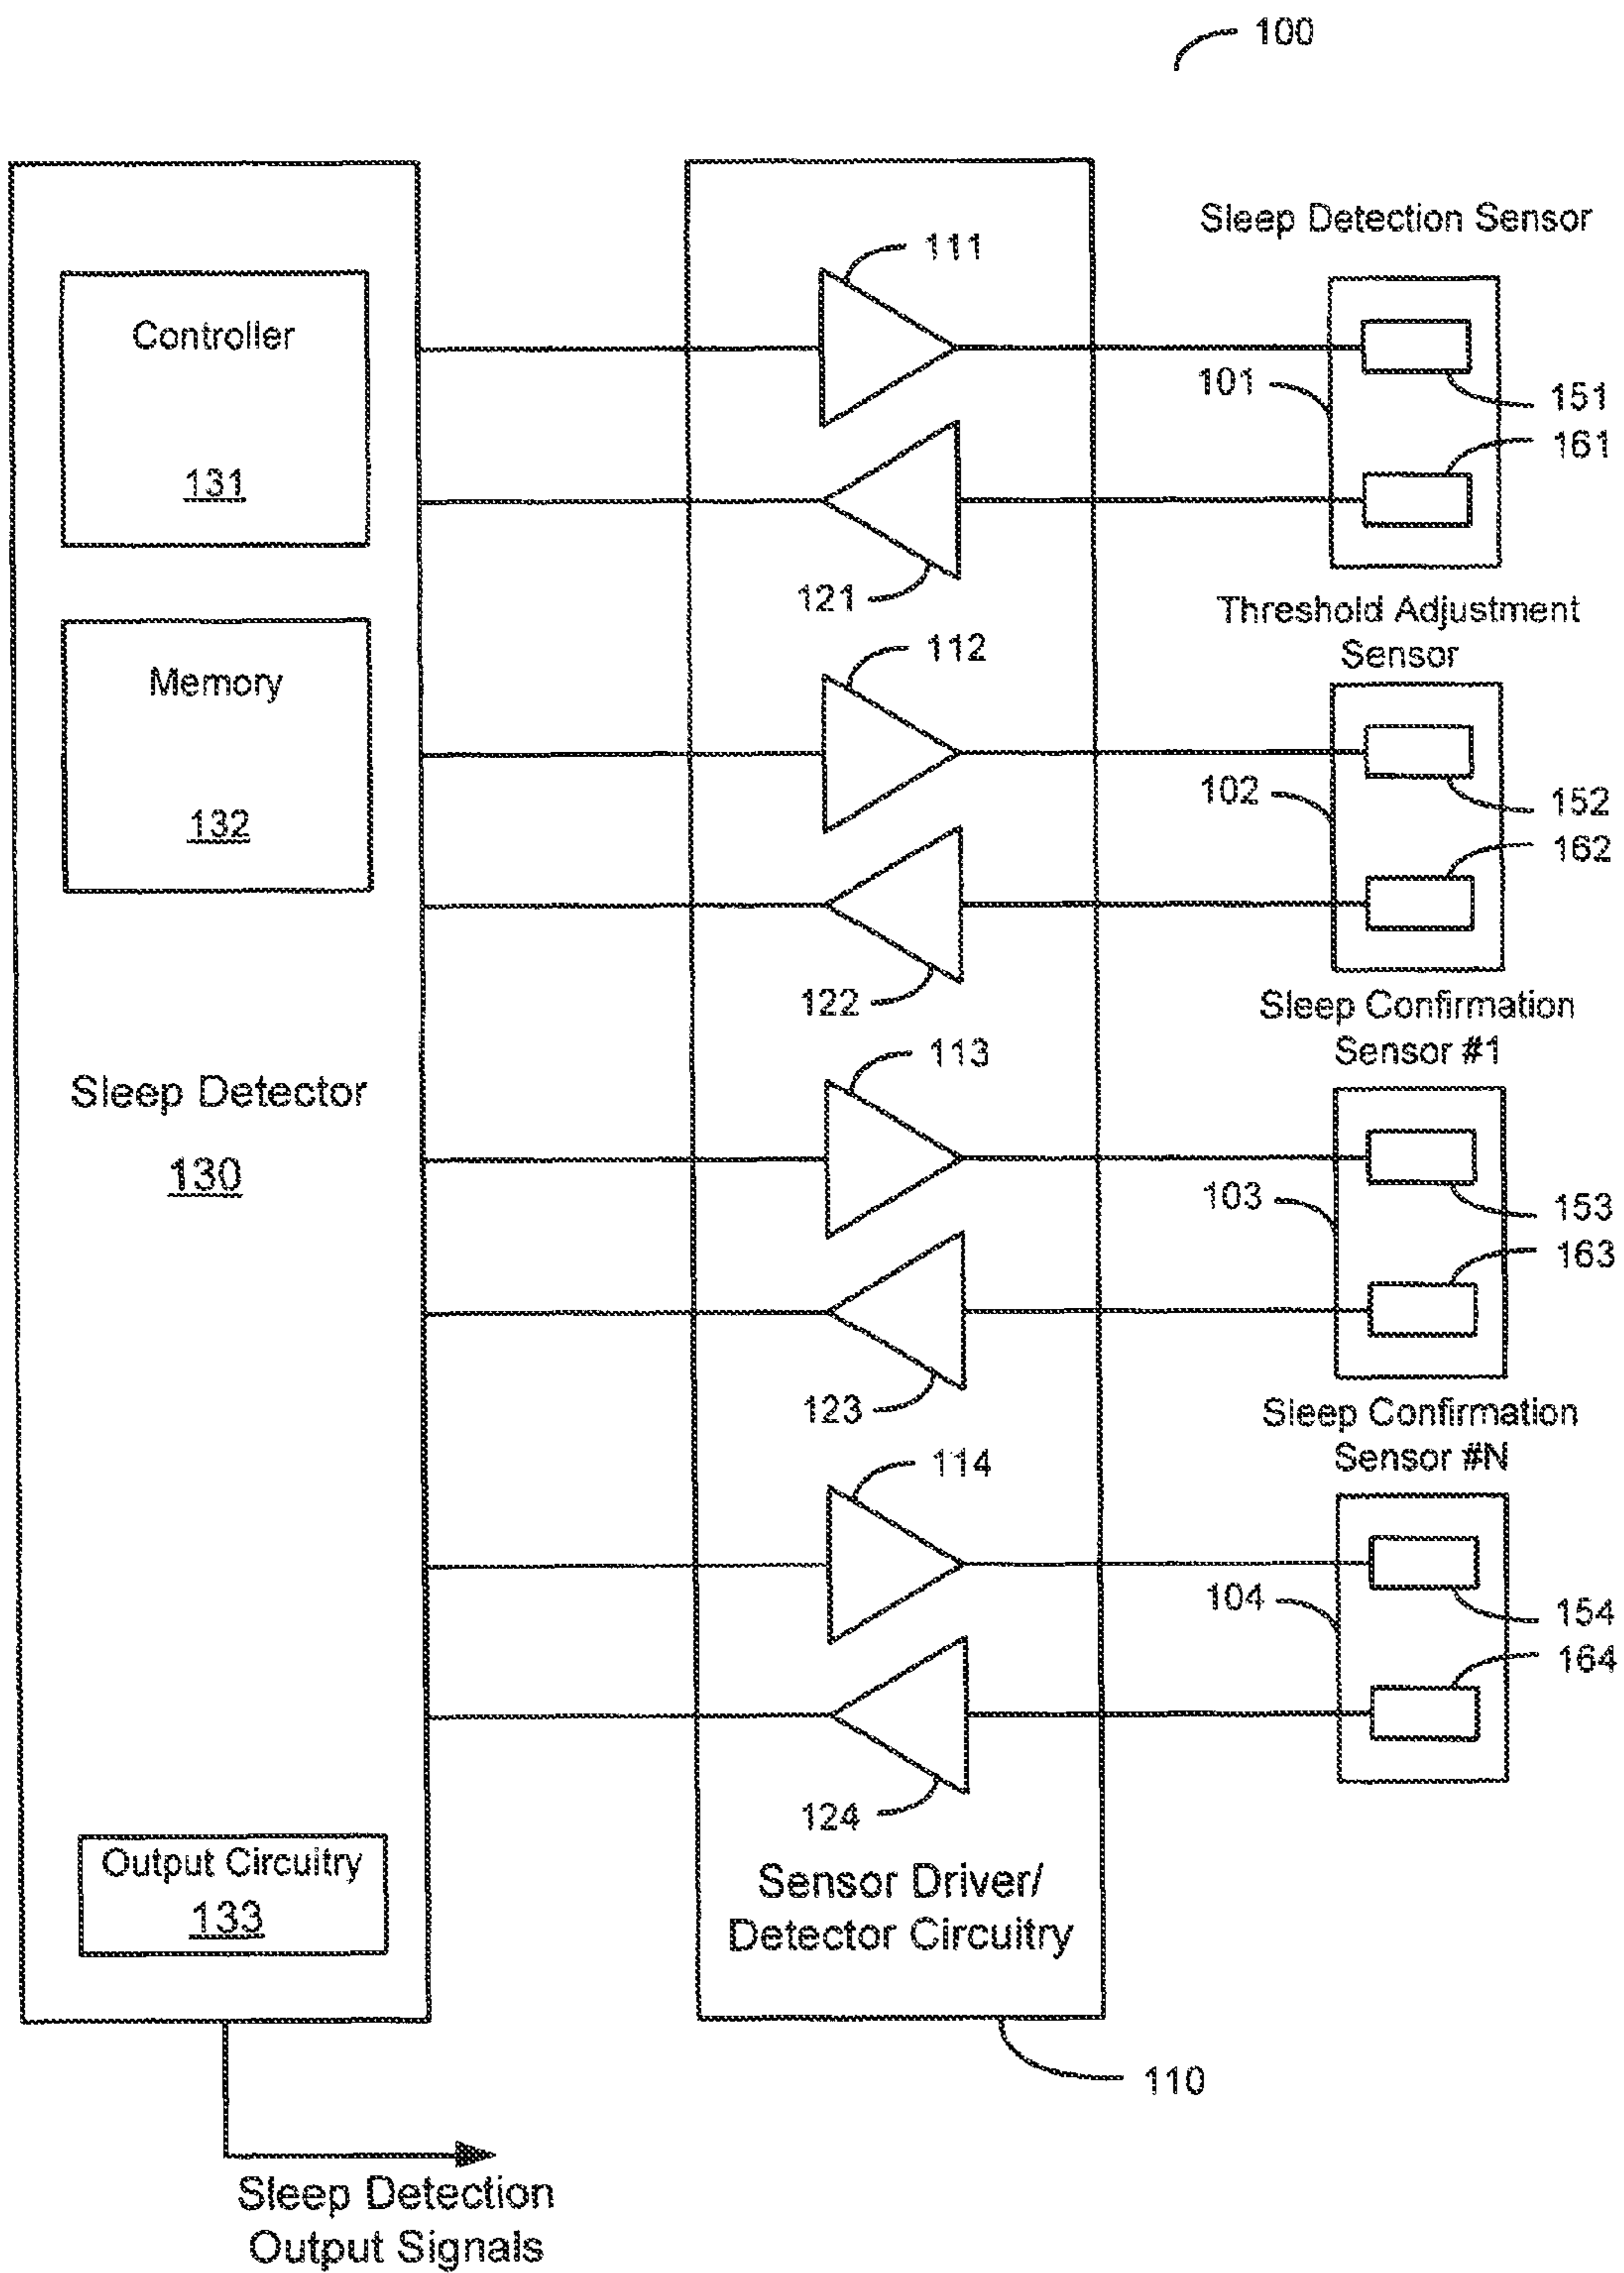 100
Sleep Detection Sensor
111
Controller
131
101
151
161
121
Threshold Adjustment
Sensor
112
Memory
132
102
152
162
122
Sleep Confirmation
Sensor #1
113
Sleep Detector
130
103
153
163
123
Sleep Confirmation
Sensor #N
114
104
154
164
124
Output Circuitry
133
Sensor Driver/
Detector Circuitry
110
Sleep Detection
Output Signals